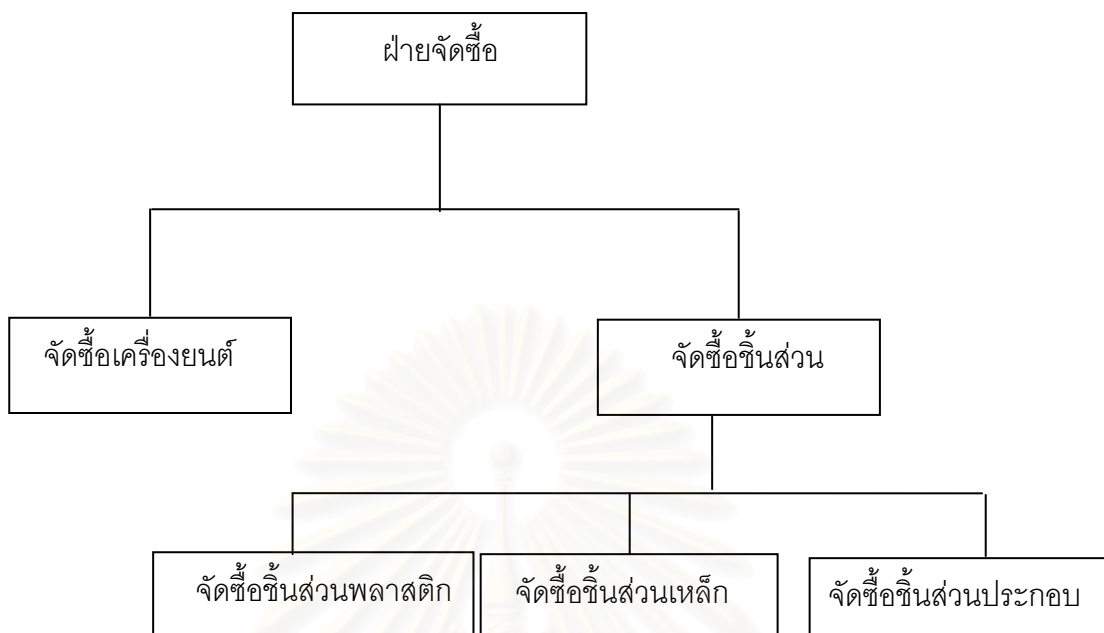 ฝ่ายจัดซื้อ
จัดซื้อเครื่องยนต์
จัดซื้อชิ้นส่วน
จัดซื้อชิ้นส่วนพลาสติก
จัดซื้อชิ้นส่วนเหล็ก
จัดซื้อชิ้นส่วนประกอบ